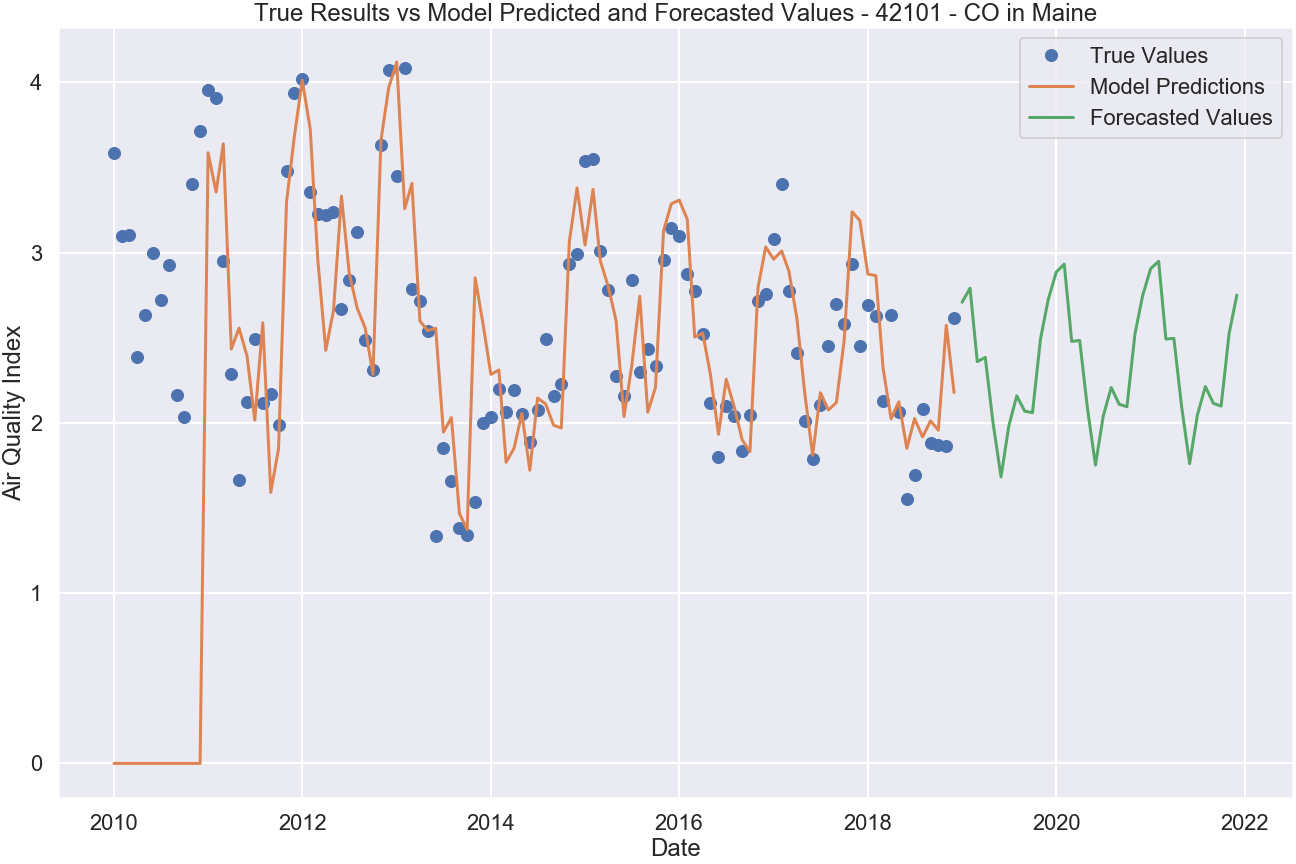 True Results vs Model Predicted and Forecasted Values - 42101 - CO in Maine
True Values
Model Predictions
Forecasted Values
Air Quality Index
4
3
2
1
0
2010 2012 2014 2016 2018 2020 2022
Date